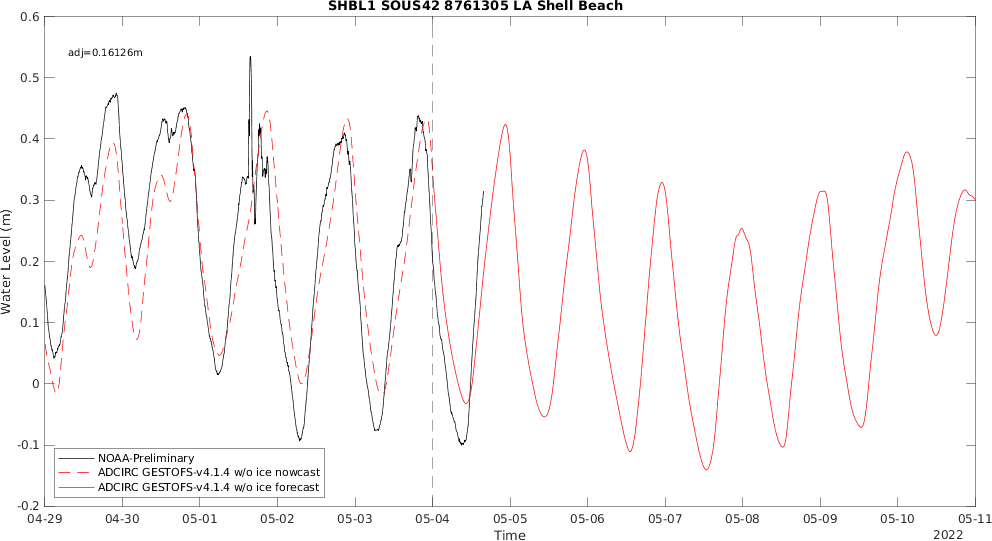 SHBL1 SOUS42 8761305 LA Shell Beach
adj=0.16126m
Water Level (m)
0.6
0.5
0.4
0.3
0.2
0.1
0
-0.1
-0.2
NOAA-Preliminary
ADCIRC GESTOFS-v4.1.4 w/o ice nowcast
ADCIRC GESTOFS-v4.1.4 w/o ice forecast
04-29 04-30 05-01 05-02 05-03 05-04 05-05 05-06 05-07 05-08 05-09 05-10 05-11
Time
2022